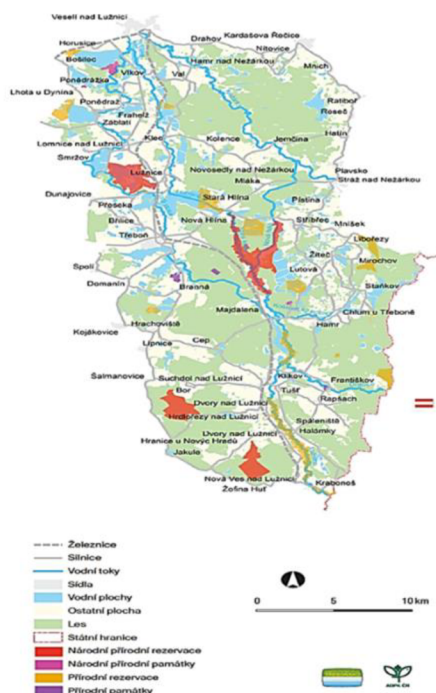 Veselí nad Lužnicí
Kardašova Řečice
Drahov
Nítovice
Horusice
Hamr nad Nežárkou
Mnich
Bošilec
Vlkov
Val
Ponědrážka
Lhota u Dynína
Ratiboř
Ponědraž
Roseč
Frahelž
Záblatí
Hatín
Klec
Kolence
Jemčina
Lomnice nad Lužnicí
Smržov
Lužnice
Novosedly nad Nežárkou
Plavsko
Mláka
Stráž nad Nežárkou
Dunajovice
Stará Hlína
Pístina
Přeseka
Nová Hlína
Stříbřec
Mníšek
Břilice
Třeboň
Libořezy
Žíteč
Mirochov
Spolí
Lutová
Staňkov
Domanín
Branná
Chlum u Třeboně
Majdalena
Hamr
Hrachoviště
Kojákovice
Lipnice
Cep
Klikov
Šalmanovice
Suchdol nad Lužnicí
Františkov
Tušť
Rapšach
Bor
Dvory nad Lužnicí
Spáleniště
Hrdlořezy nad Lužnicí
Halámky
Dvory nad Lužnicí
Hranice u Nových Hradů
Jakule
Krabonoš
Nová Ves nad Lužnicí
Žofina Huť
Železnice
Silnice
Vodní toky
Sídla
Vodní plochy
Ostatní plocha
Les
Státní hranice
Národní přírodní rezervace
Národní přírodní památky
Přírodní rezervace
Přírodní památky
0 5 10 km
AOPK ČR